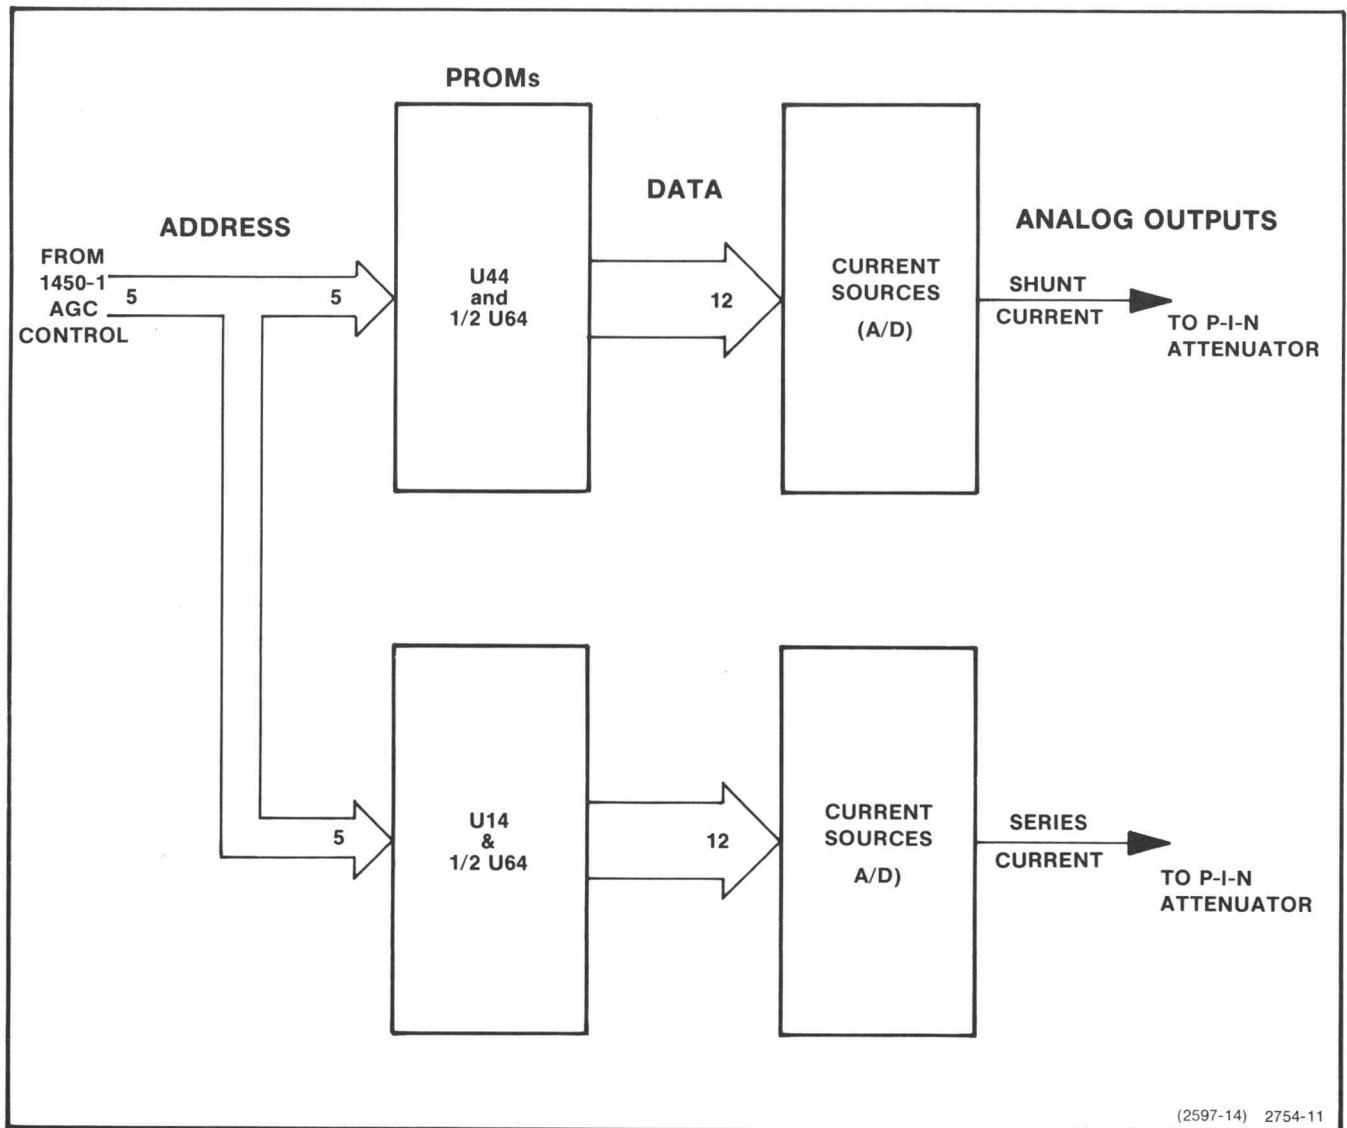 PROMs
DATA
ADDRESS
ANALOG OUTPUTS
FROM
1450-1
AGC
CONTROL
5
5
U44
and
1/2 U64
12
CURRENT
SOURCES
(A/D)
SHUNT
CURRENT
TO P-I-N
ATTENUATOR
5
U14
&
1/2 U64
12
CURRENT
SOURCES
A/D)
SERIES
CURRENT
TO P-I-N
ATTENUATOR
(2597-14) 2754-11